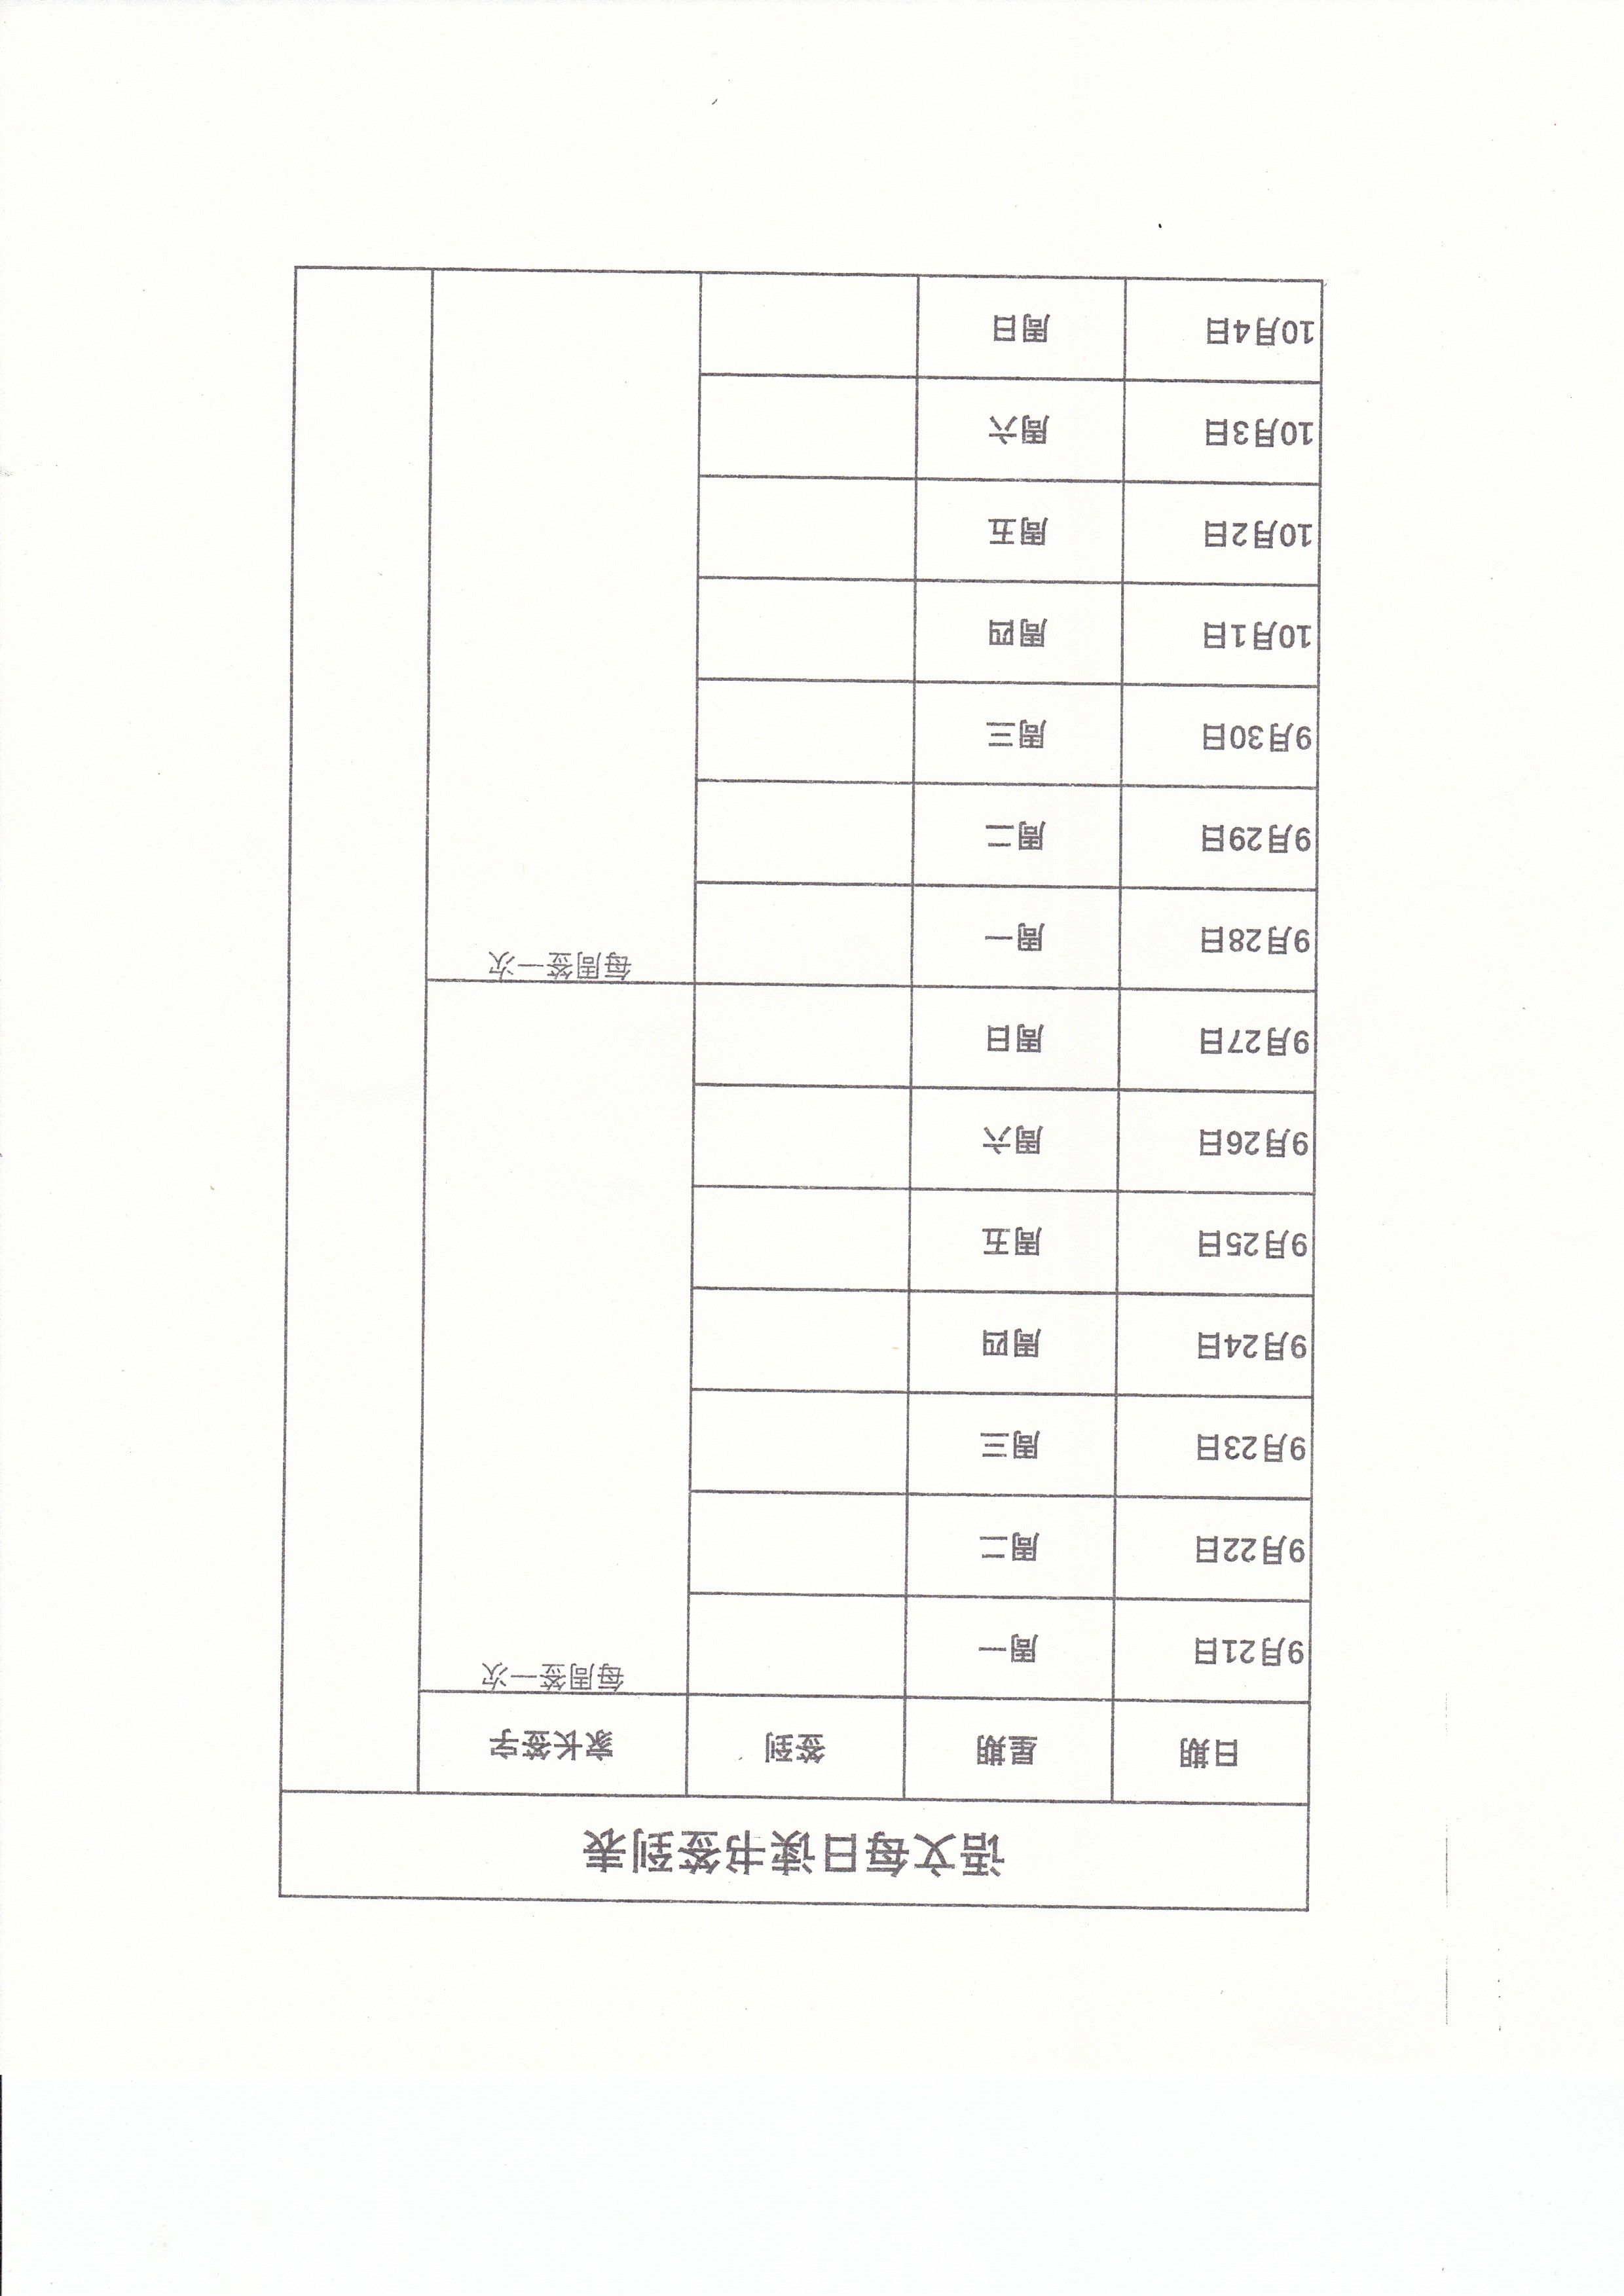 语文每日读书签到表
日期 星期 签到 家长签字
9月21日 周一 每周签一次
9月22日 周二
9月23日 周三
9月24日 周四
9月25日 周五
9月26日 周六
9月27日 周日
9月28日 周一 每周签一次
9月29日 周二
9月30日 周三
10月1日 周四
10月2日 周五
10月3日 周六
10月4日 周日